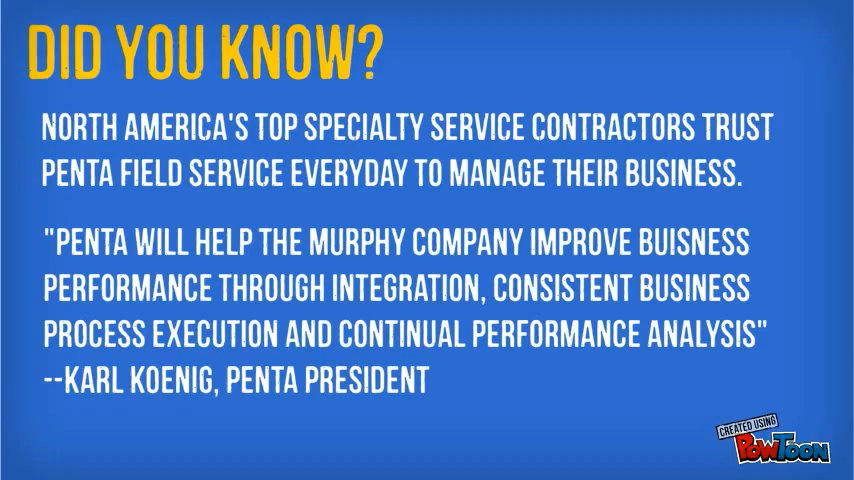 DID YOU KNOW?
NORTH AMERICA'S TOP SPECIALTY SERVICE CONTRACTORS TRUST
PENTA FIELD SERVICE EVERYDAY TO MANAGE THEIR BUSINESS.
"PENTA WILL HELP THE MURPHY COMPANY IMPROVE BUISNESS
PERFORMANCE THROUGH INTEGRATION, CONSISTENT BUSINESS
PROCESS EXECUTION AND CONTINUAL PERFORMANCE ANALYSIS"
--KARL KOENIG, PENTA PRESIDENT
CREATED USING
POWTOON